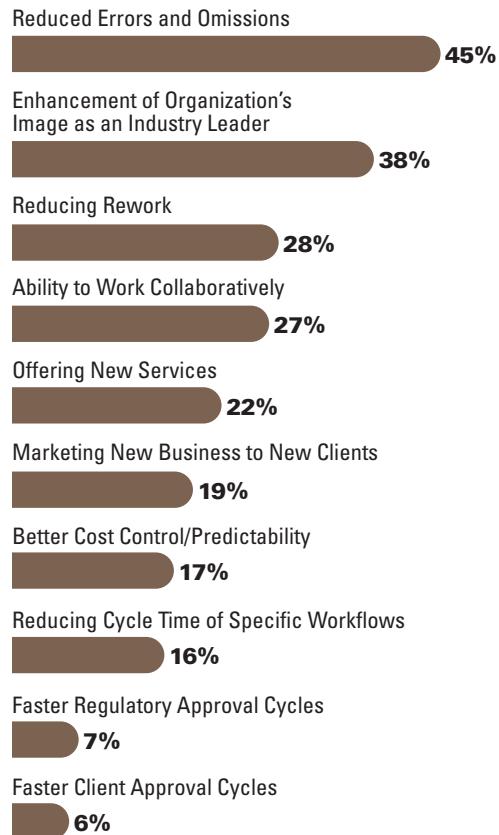 Reduced Errors and Omissions
45%
Enhancement of Organization's
Image as an Industry Leader
38%
Reducing Rework
28%
Ability to Work Collaboratively
27%
Offering New Services
22%
Marketing New Business to New Clients
19%
Better Cost Control/Predictability
17%
Reducing Cycle Time of Specific Workflows
16%
Faster Regulatory Approval Cycles
7%
Faster Client Approval Cycles
6%